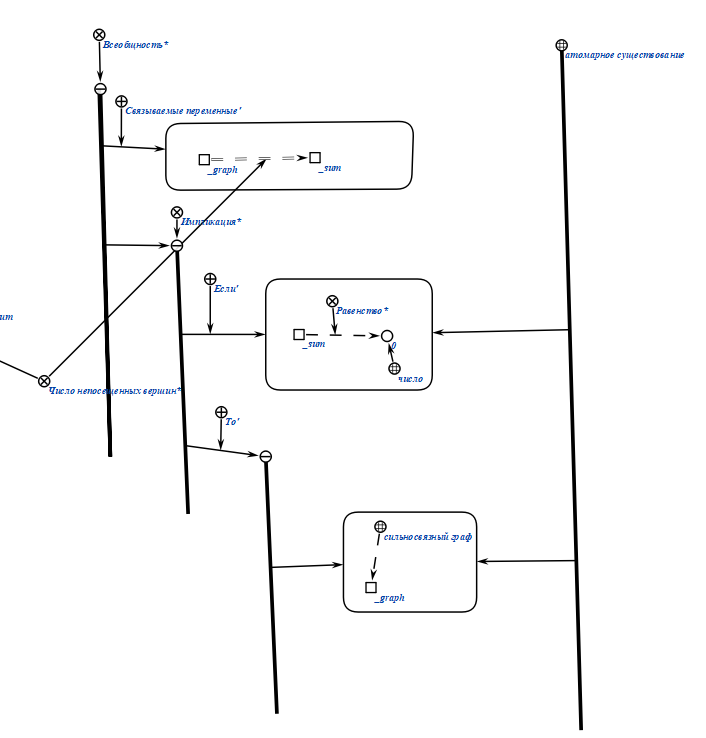 Всеобщность*
атомарное существование
Связываемые переменные'
_graph
_sum
Импликация*
Если'
Равенство*
_sum
0
число
Число непосещенных вершин*
То'
сильносвязный граф
_graph